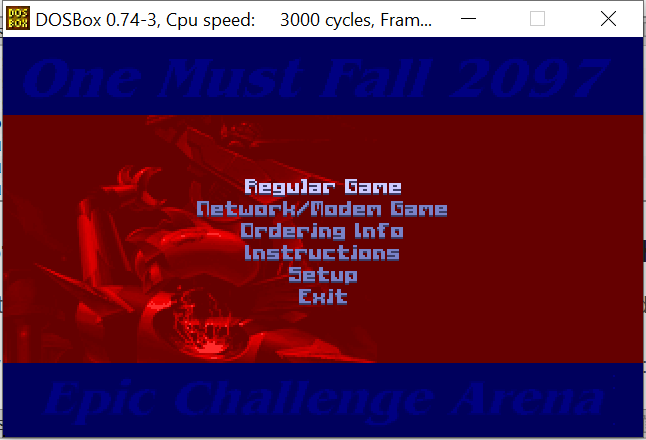 DOS
BOX
DOSBox 0.74-3, Cpu speed:     3000 cycles, Fram...
One Must Fall 2097
Regular Game
Network/Modem Game
Ordering Info
Instructions
Setup
Exit
Epic Challenge Arena